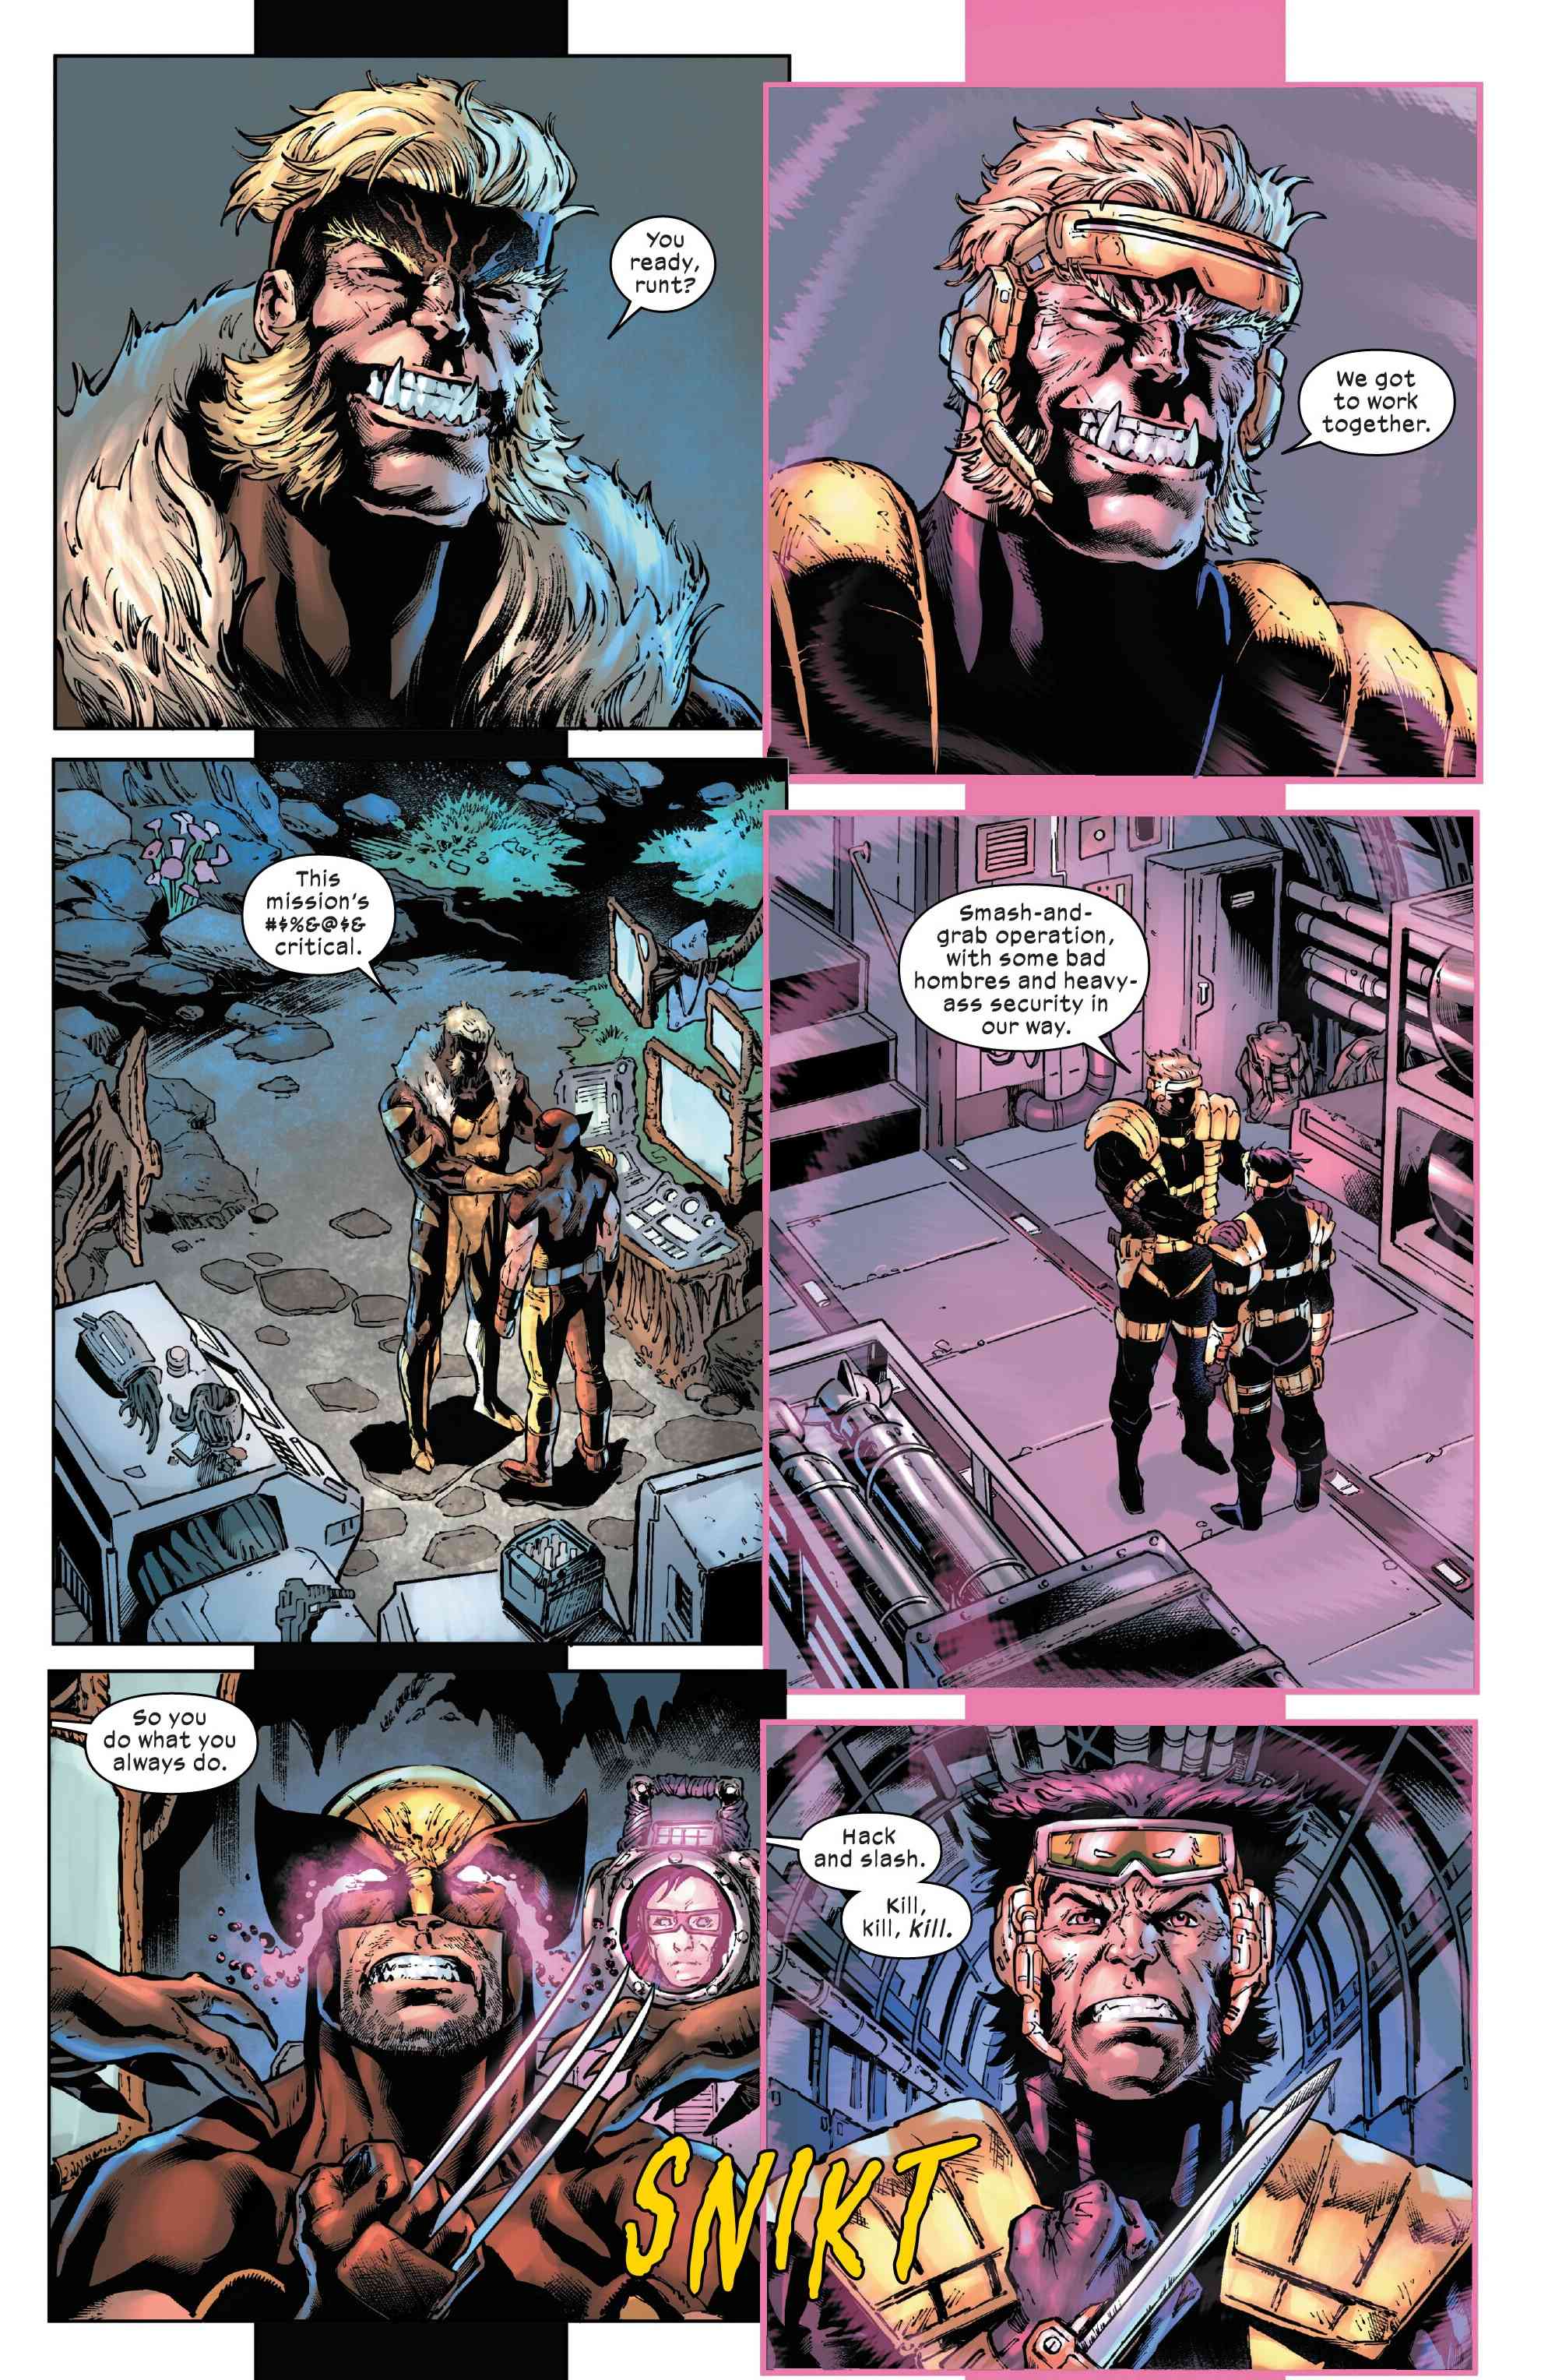 You
ready,
runt?
We got
to work
together.
This
mission's
#$%&@$&
critical.
Smash-and-
grab operation,
with some bad
hombres and heavy-
ass security in
our way.
So you
do what you
always do.
Hack
and slash.
Kill,
kill, kill.
SNIKT